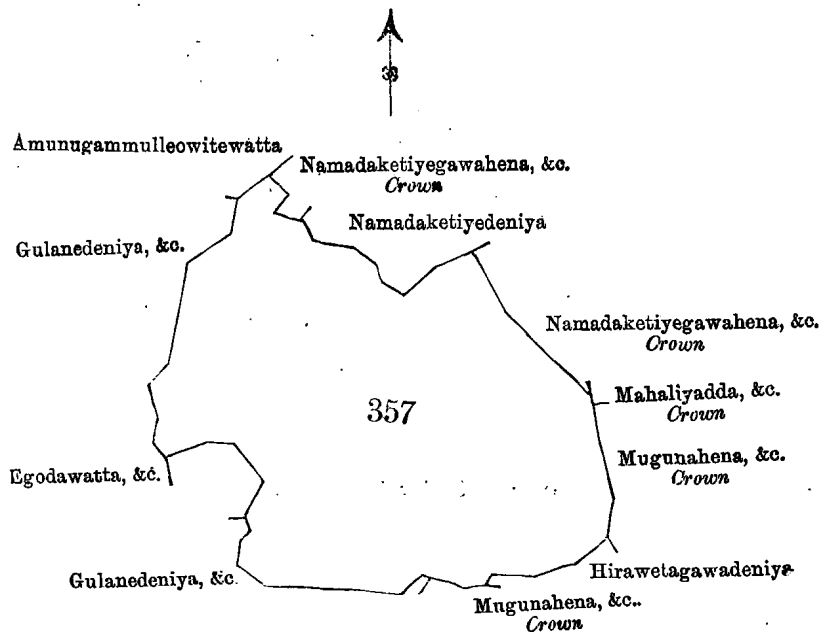 Amunugammulleowitewatta
Namadaketiyegawahena, &c.
Crown
Namadaketiyedeniya
Gulanedeniya, &c.
Namadaketiyegawahena, &c.
Crown
Mahaliyadda, &c.
Crown
357
Mugunahena, &c.
Crown
Egodawatta, &c.
Hirawetagawadeniya
Gulanedeniya, &c.
Mugunahena, &c..
Crown